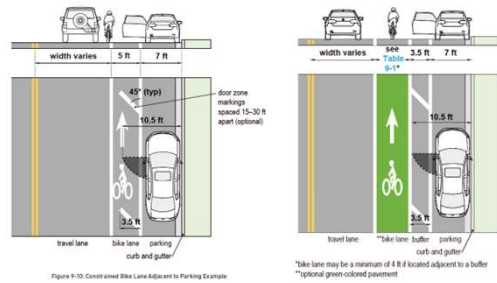 width varies 5 ft 7 ft
45° (typ)
door zone
markings
spaced 15–30 ft
apart (optional)
10.5 ft
3.5 ft
travel lane bike lane parking
curb and gutter
Figure 9-10: Constrained Bike Lane Adjacent to Parking Example
width varies see 3.5 ft 7 ft
Table
9-1*
10.5 ft
3.5 ft
travel lane **bike lane buffer parking
curb and gutter
*bike lane may be a minimum of 4 ft if located adjacent to a buffer
**optional green-colored pavement